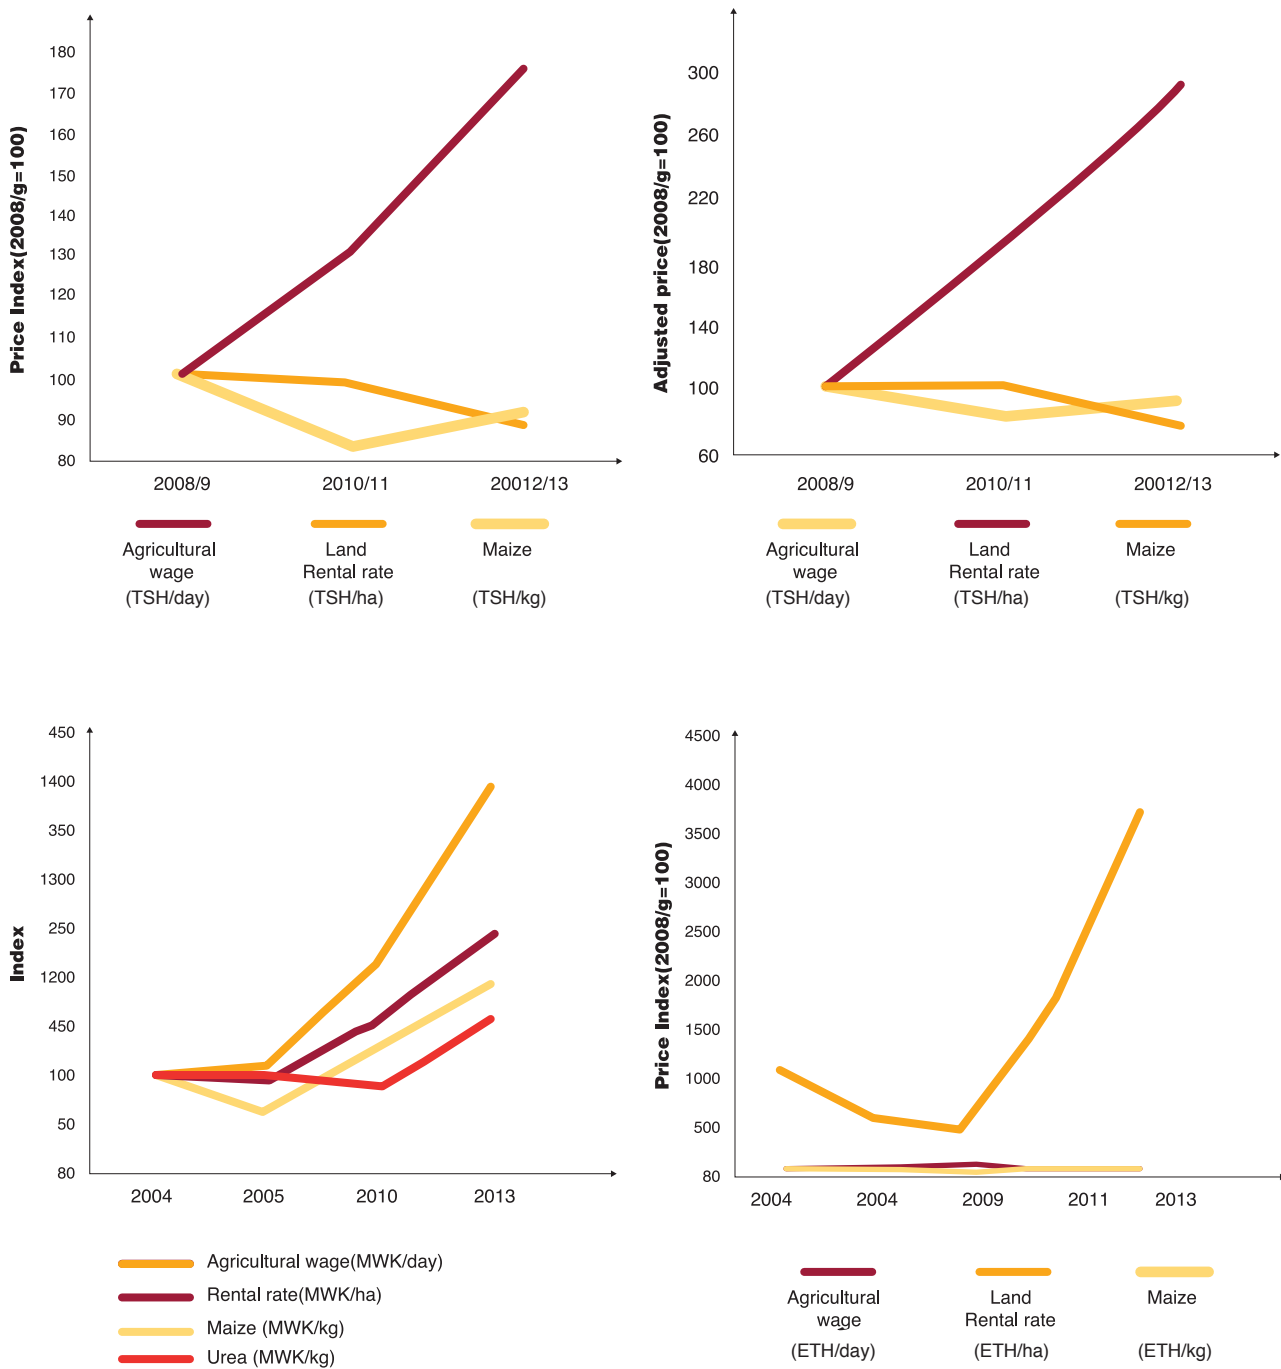 Price Index(2008/g=100)
180
170
160
150
140
130
120
110
100
90
80
2008/9
2010/11
20012/13
Agricultural
wage
(TSH/day)
Land
Rental rate
(TSH/ha)
Maize
(TSH/kg)
Adjusted price(2008/g=100)
300
260
220
180
140
100
60
2008/9
2010/11
20012/13
Agricultural
wage
(TSH/day)
Land
Rental rate
(TSH/ha)
Maize
(TSH/kg)
Index
450
1400
350
1300
250
1200
450
100
50
80
2004
2005
2010
2013
Agricultural wage(MWK/day)
Rental rate(MWK/ha)
Maize (MWK/kg)
Urea (MWK/kg)
Price Index(2008/g=100)
4500
4000
3500
3000
2500
2000
1500
1000
500
80
2004
2004
2009
2011
2013
Agricultural
wage
(ETH/day)
Land
Rental rate
(ETH/ha)
Maize
(ETH/kg)